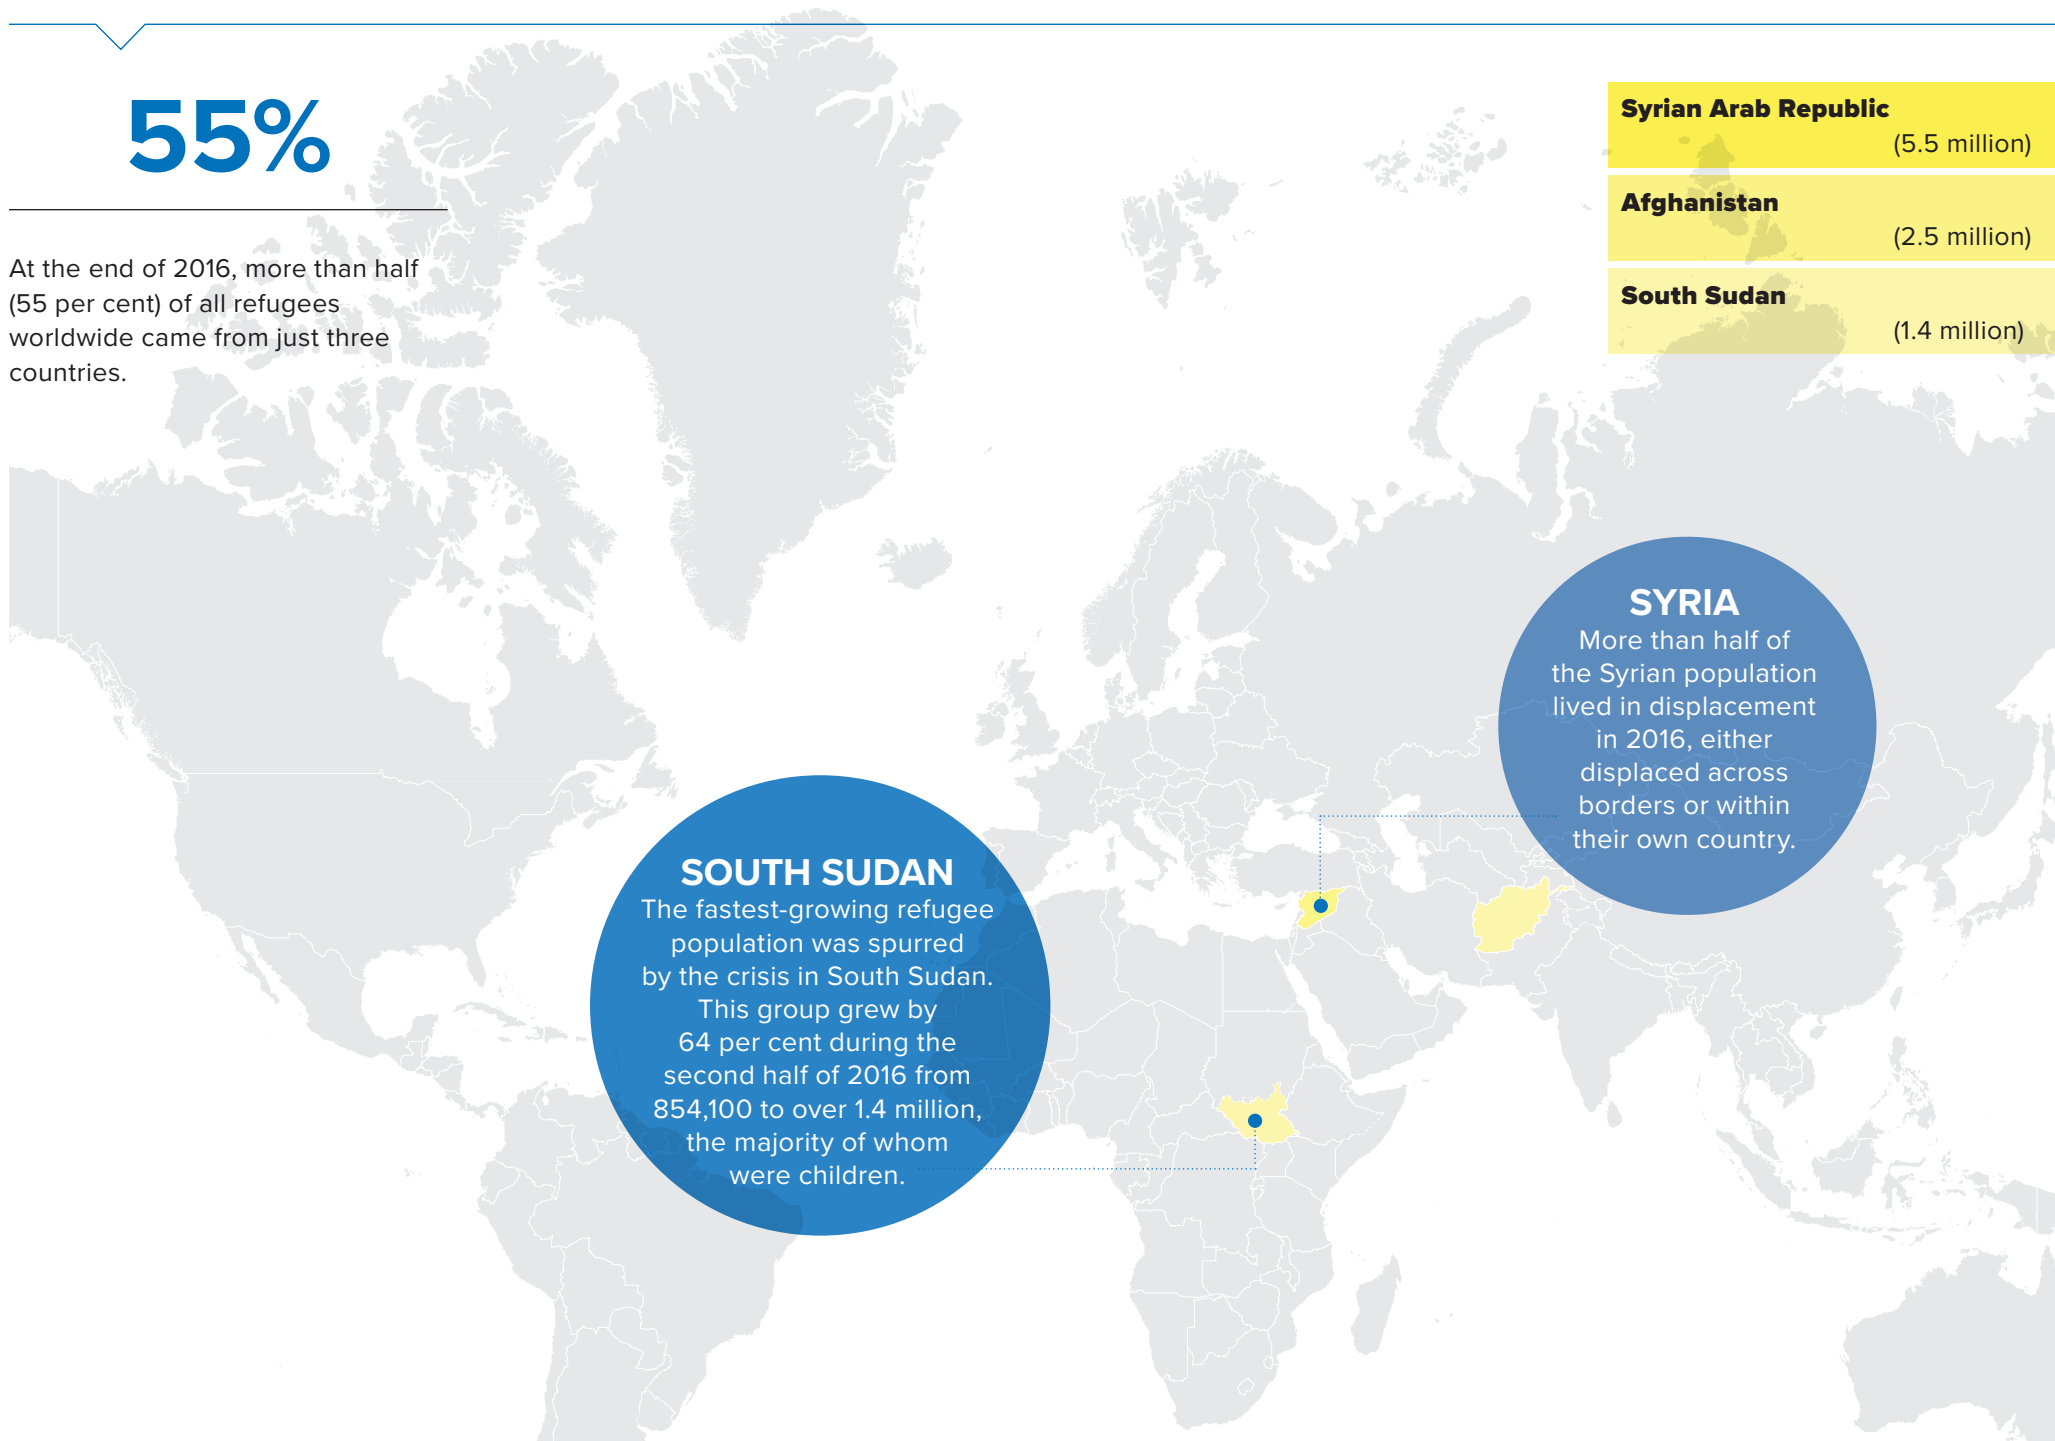 55%
At the end of 2016, more than half
(55 per cent) of all refugees
worldwide came from just three
countries.
Syrian Arab Republic
(5.5 million)
Afghanistan
(2.5 million)
South Sudan
(1.4 million)
SYRIA
More than half of
the Syrian population
lived in displacement
in 2016, either
displaced across
borders or within
their own country.
SOUTH SUDAN
The fastest-growing refugee
population was spurred
by the crisis in South Sudan.
This group grew by
64 per cent during the
second half of 2016 from
854,100 to over 1.4 million,
the majority of whom
were children.